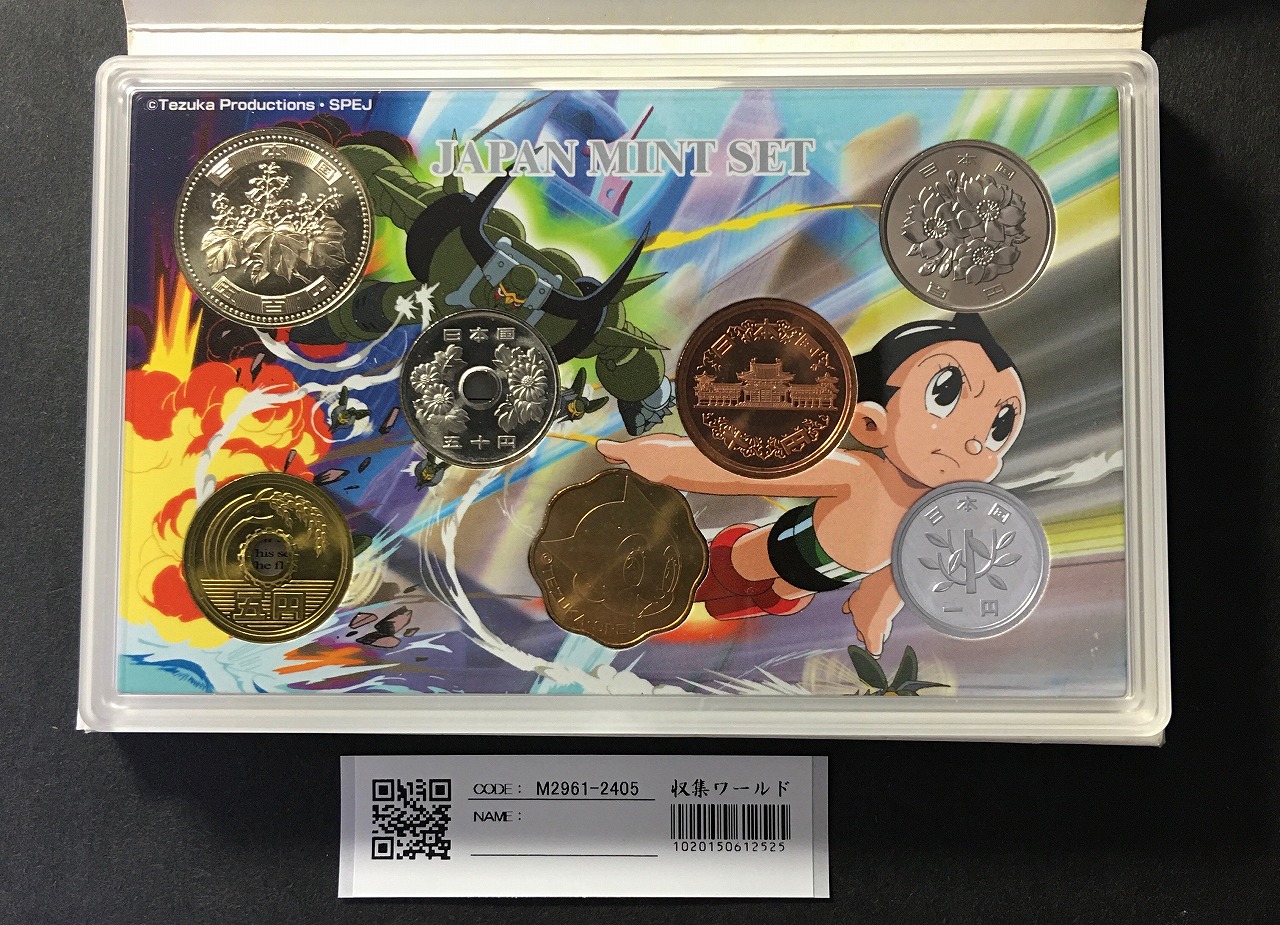 ©Tezuka Productions・SPEJ
JAPAN MINT SET
日本国
五百円
日本国
百円
日本国
五十円
日本国
五円
日本国
一円
CODE: M2961-2405
NAME:
収集ワールド
1020150612525